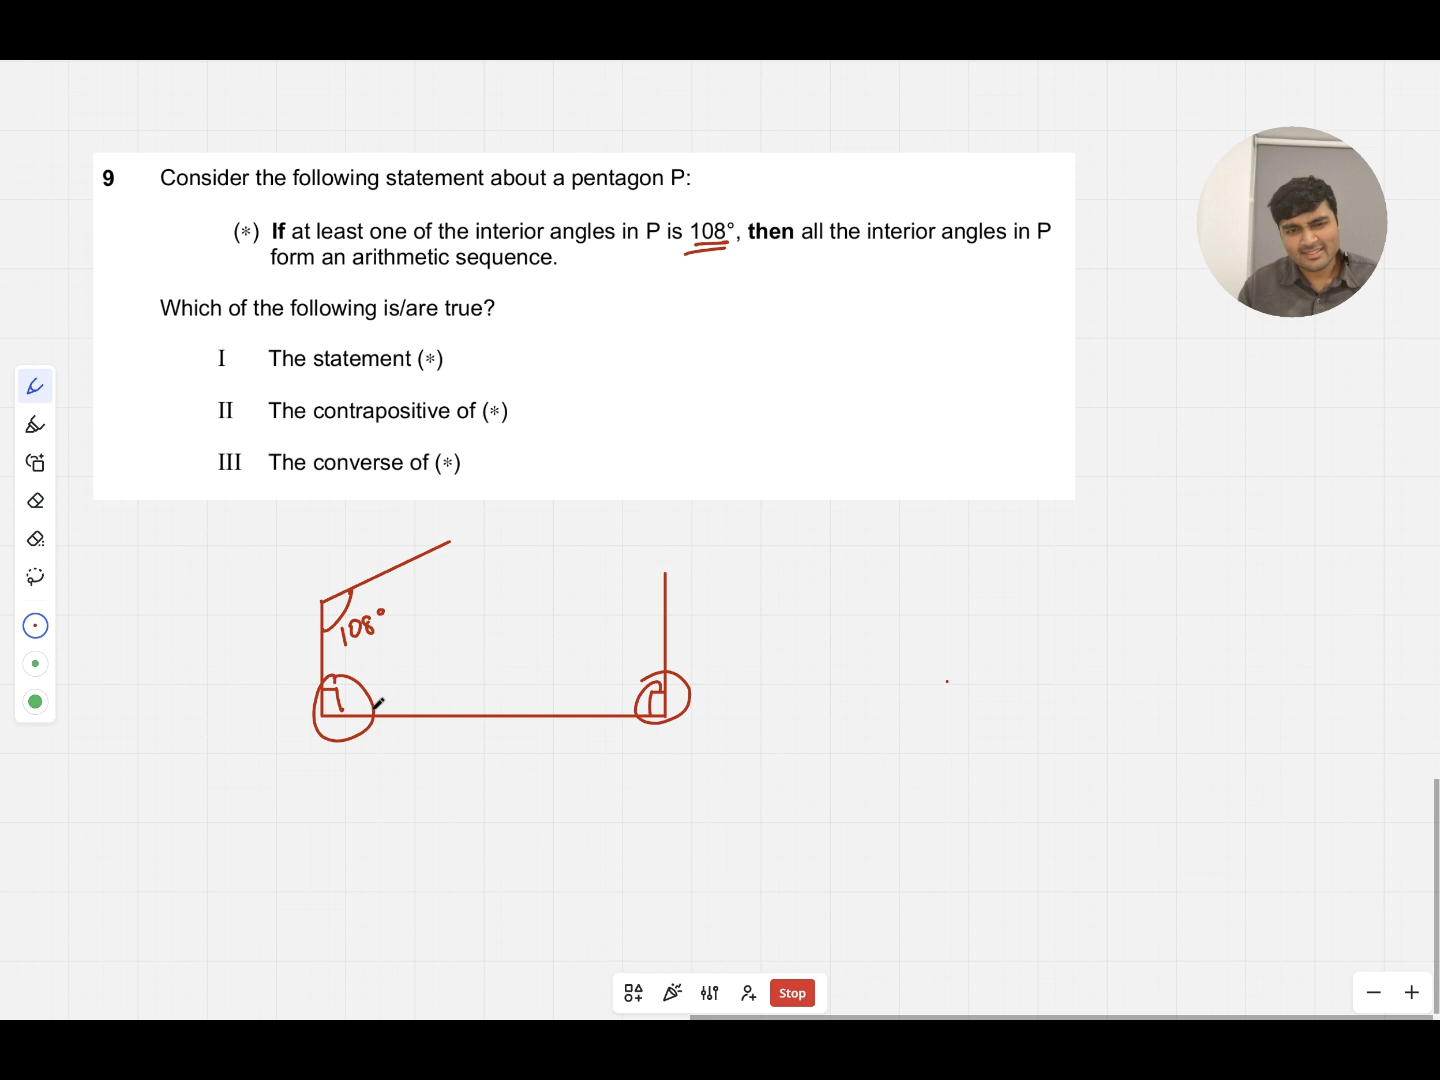 9 Consider the following statement about a pentagon P:
(*) If at least one of the interior angles in P is 108°, then all the interior angles in P
form an arithmetic sequence.
Which of the following is/are true?
I The statement (*)
II The contrapositive of (*)
III The converse of (*)
108°
Stop